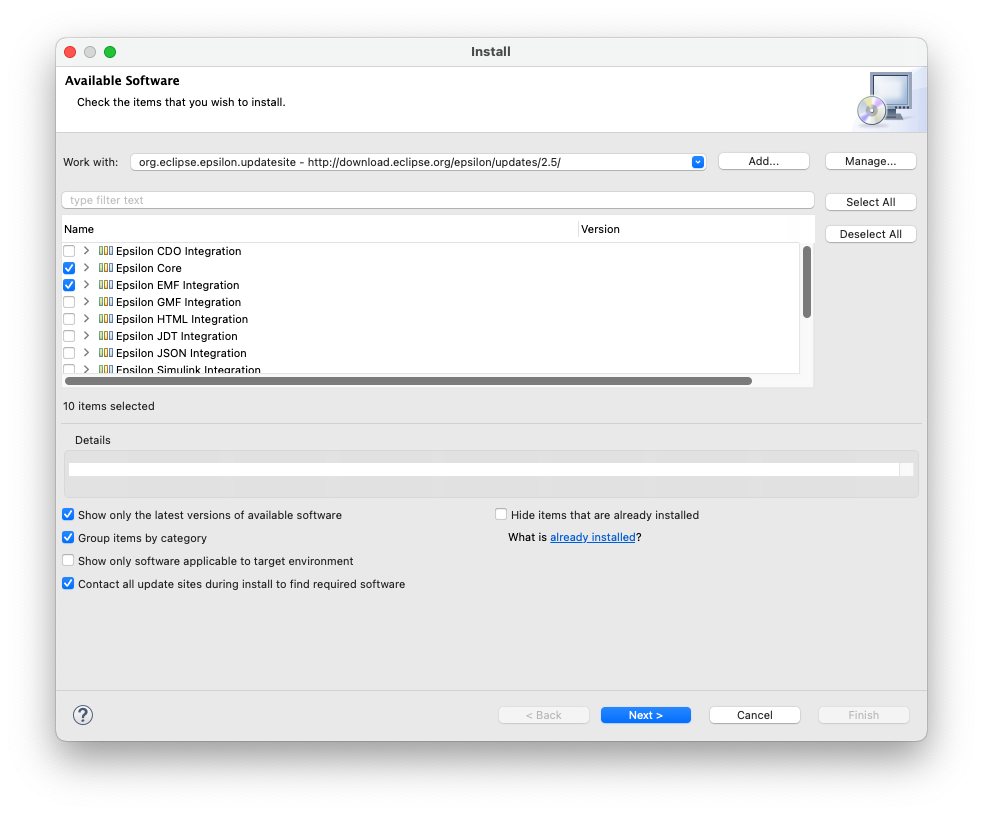 Install
Available Software
Check the items that you wish to install.
Work with: org.eclipse.epsilon.updatesite - http://download.eclipse.org/epsilon/updates/2.5/ Add... Manage...
type filter text Select All
Name Version Deselect All
Epsilon CDO Integration
Epsilon Core
Epsilon EMF Integration
Epsilon GMF Integration
Epsilon HTML Integration
Epsilon JDT Integration
Epsilon JSON Integration
Epsilon Simulink Integration
10 items selected
Details
Show only the latest versions of available software Hide items that are already installed
Group items by category What is already installed?
Show only software applicable to target environment
Contact all update sites during install to find required software
? < Back Next > Cancel Finish